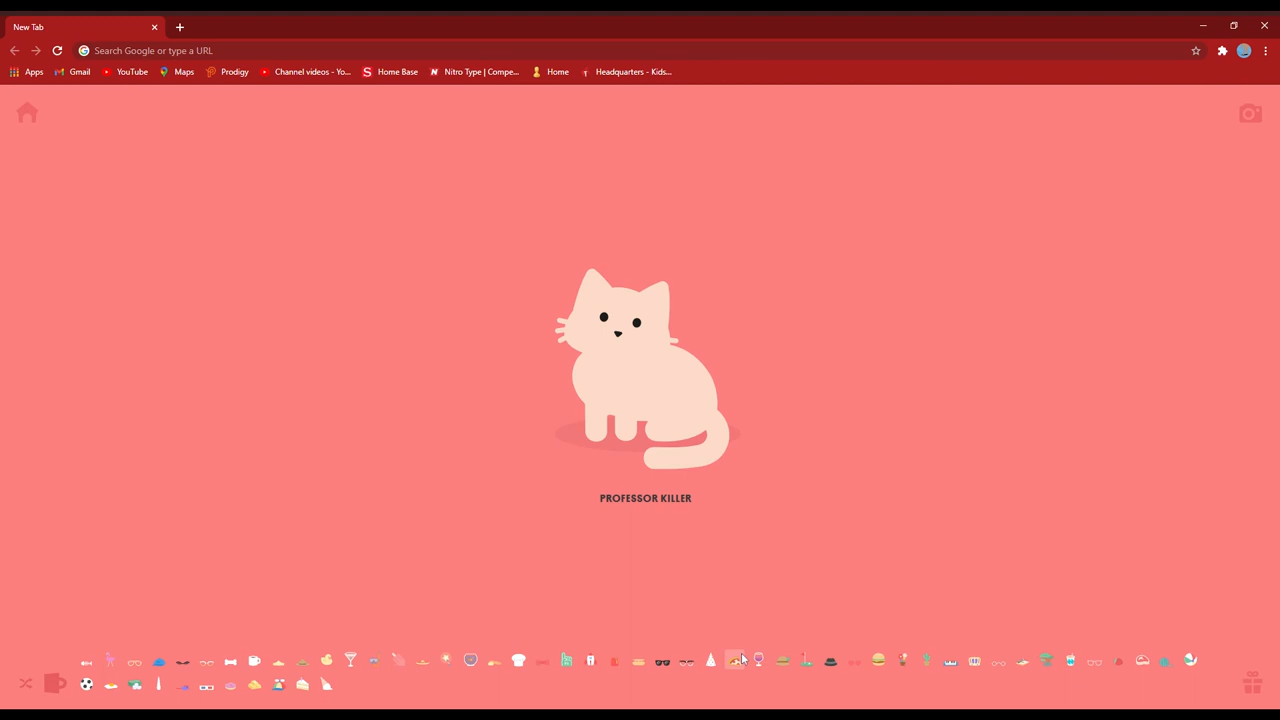 New Tab
Search Google or type a URL
Apps Gmail YouTube Maps Prodigy Channel videos - Yo... Home Base Nitro Type | Compe... Home Headquarters - Kids...
PROFESSOR KILLER